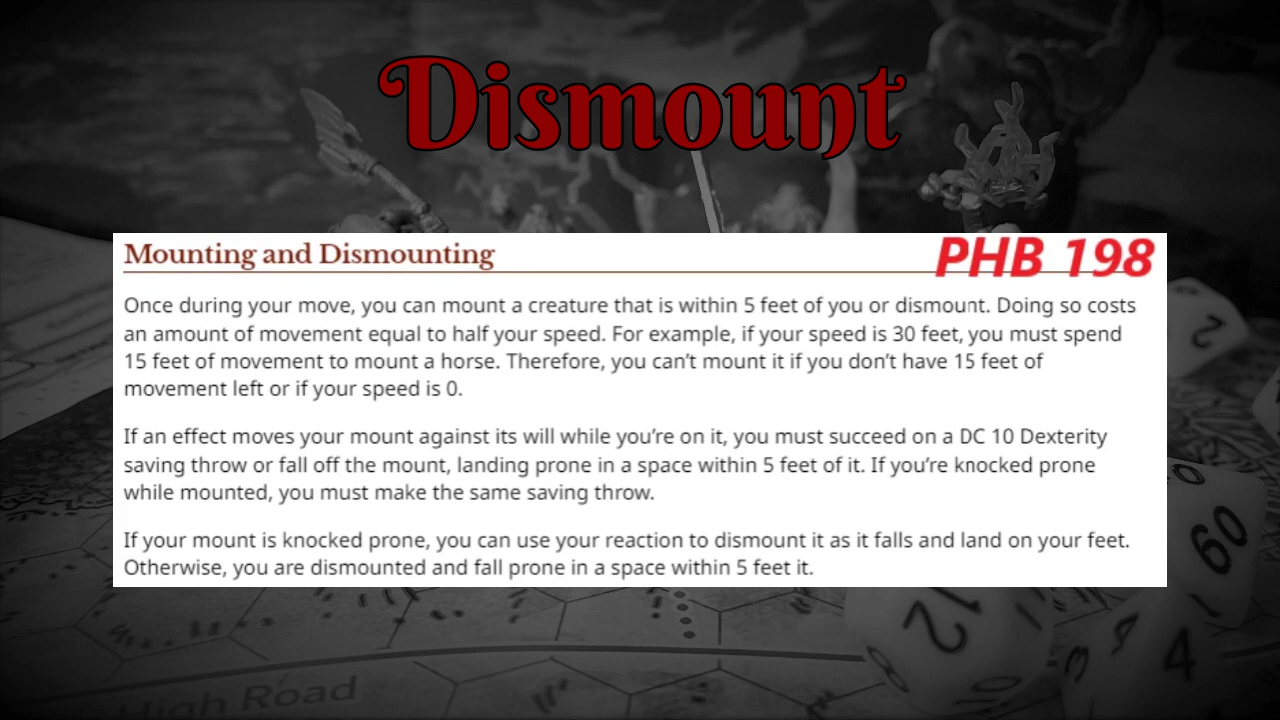 Dismount
Mounting and Dismounting
PHB 198
Once during your move, you can mount a creature that is within 5 feet of you or dismount. Doing so costs
an amount of movement equal to half your speed. For example, if your speed is 30 feet, you must spend
15 feet of movement to mount a horse. Therefore, you can’t mount it if you don’t have 15 feet of
movement left or if your speed is 0.
If an effect moves your mount against its will while you’re on it, you must succeed on a DC 10 Dexterity
saving throw or fall off the mount, landing prone in a space within 5 feet of it. If you’re knocked prone
while mounted, you must make the same saving throw.
If your mount is knocked prone, you can use your reaction to dismount it as it falls and land on your feet.
Otherwise, you are dismounted and fall prone in a space within 5 feet it.
2
60
12
4
3
8
High Road